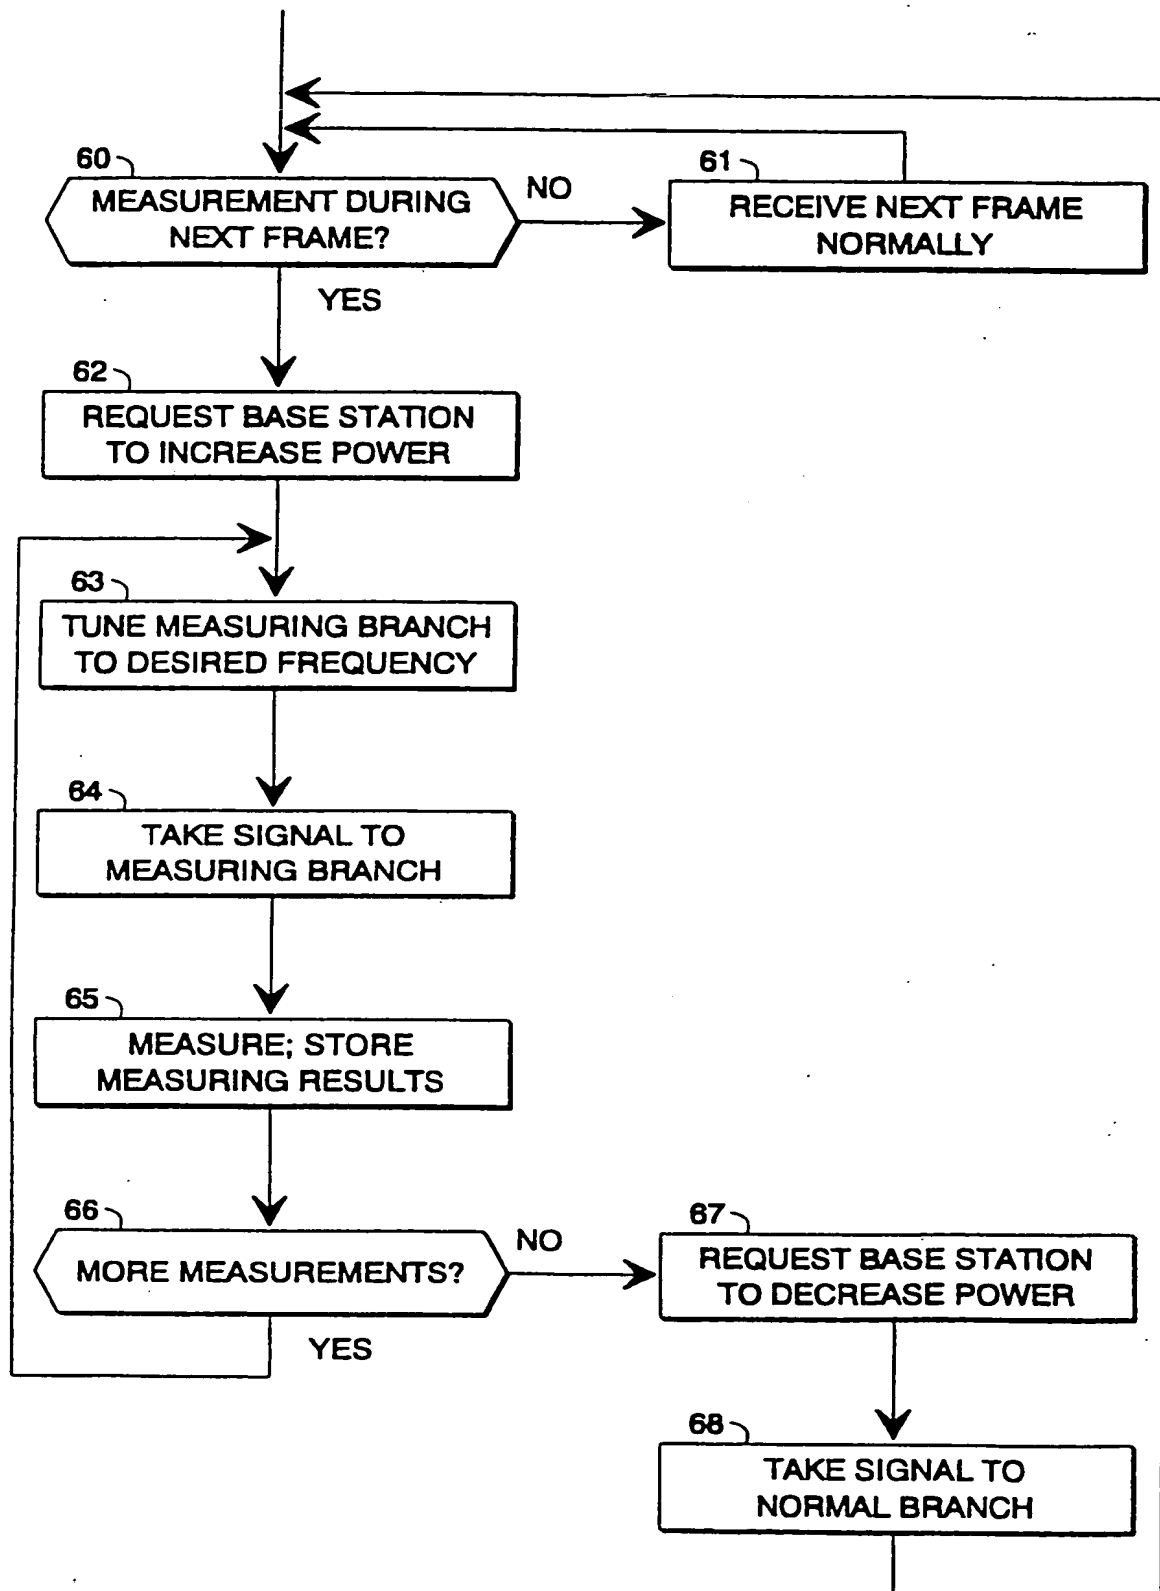 60
MEASUREMENT DURING
NEXT FRAME?
NO
61
RECEIVE NEXT FRAME
NORMALLY
YES
62
REQUEST BASE STATION
TO INCREASE POWER
63
TUNE MEASURING BRANCH
TO DESIRED FREQUENCY
64
TAKE SIGNAL TO
MEASURING BRANCH
65
MEASURE; STORE
MEASURING RESULTS
66
MORE MEASUREMENTS?
NO
YES
67
REQUEST BASE STATION
TO DECREASE POWER
68
TAKE SIGNAL TO
NORMAL BRANCH